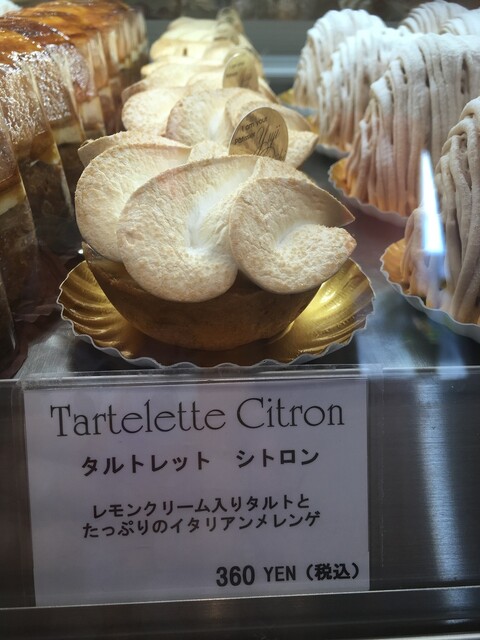 Tartelette Citron
タルトレット シトロン
レモンクリーム入りタルトと
たっぷりのイタリアンメレンゲ
360 YEN (税込)